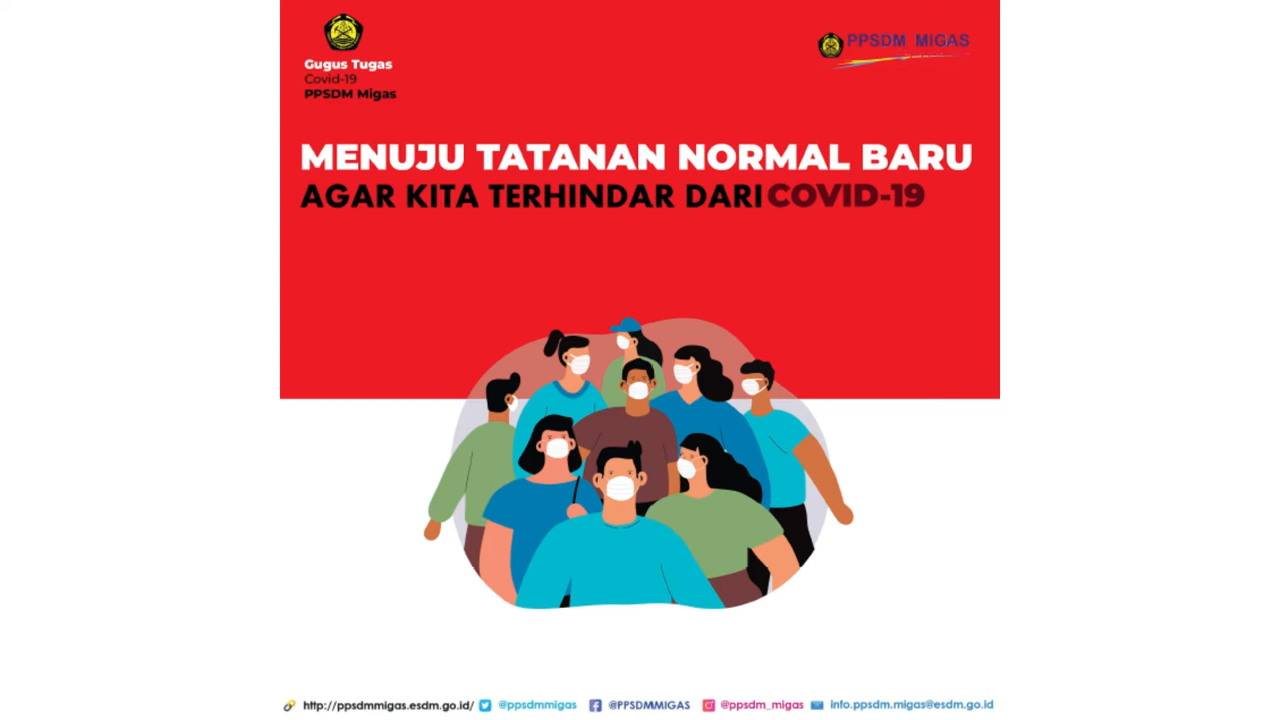 Gugus Tugas
Covid-19
PPSDM Migas
PPSDM MIGAS
MENUJU TATANAN NORMAL BARU
AGAR KITA TERHINDAR DARI COVID-19
http://ppsdmmigas.esdm.go.id/ @ppsdmmigas @PPSDMMIGAS @ppsdm_migas info.ppsdm.migas@esdm.go.id